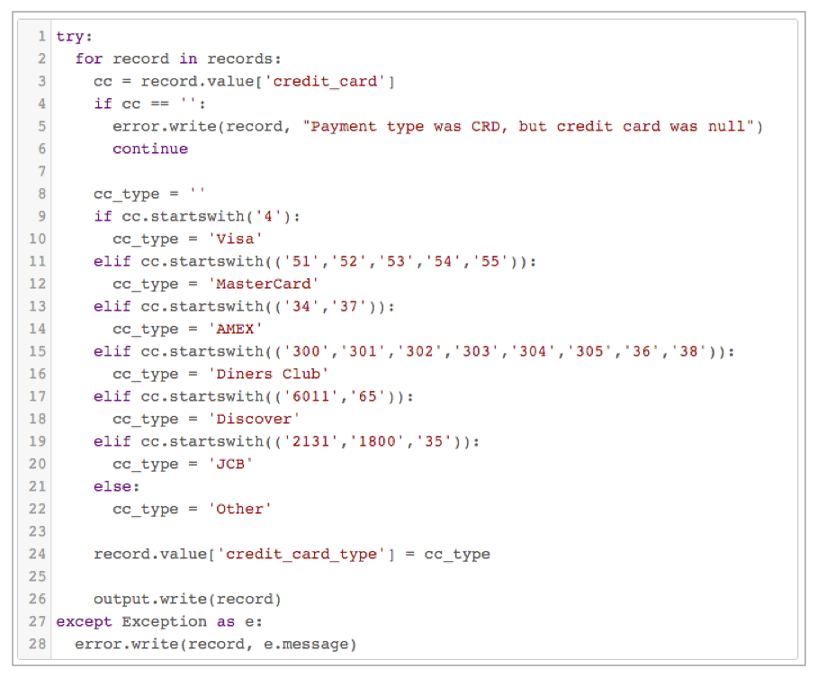 1 try:
2   for record in records:
3     cc = record.value['credit_card']
4     if cc == '':
5       error.write(record, "Payment type was CRD, but credit card was null")
6       continue
7
8     cc_type = ''
9     if cc.startswith('4'):
10       cc_type = 'Visa'
11     elif cc.startswith(('51','52','53','54','55')):
12       cc_type = 'MasterCard'
13     elif cc.startswith(('34','37')):
14       cc_type = 'AMEX'
15     elif cc.startswith(('300','301','302','303','304','305','36','38')):
16       cc_type = 'Diners Club'
17     elif cc.startswith(('6011','65')):
18       cc_type = 'Discover'
19     elif cc.startswith(('2131','1800','35')):
20       cc_type = 'JCB'
21     else:
22       cc_type = 'Other'
23
24     record.value['credit_card_type'] = cc_type
25
26     output.write(record)
27 except Exception as e:
28   error.write(record, e.message)